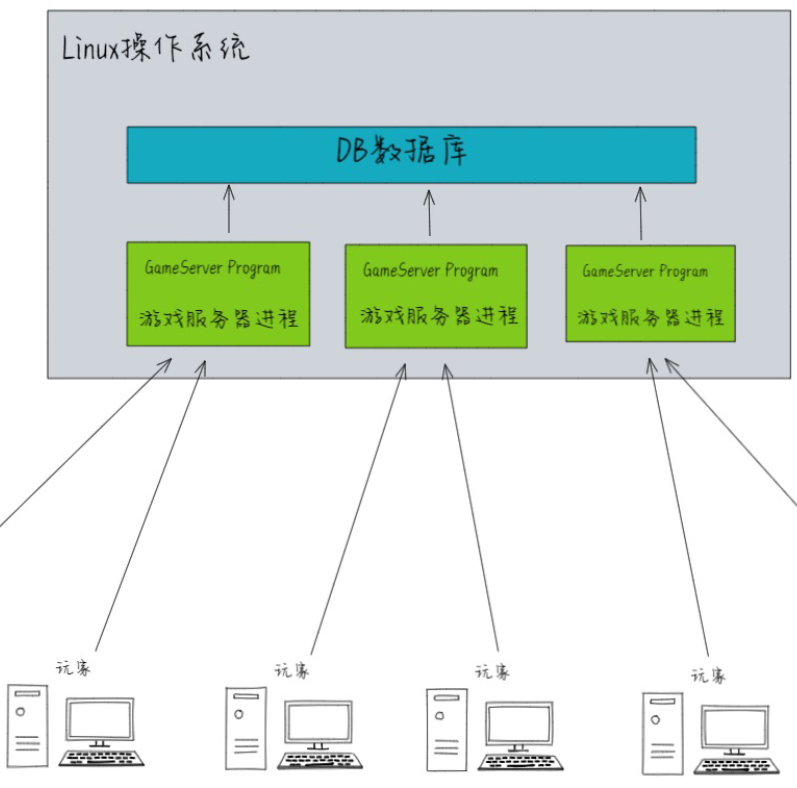 Linux操作系统
DB数据库
GameServer Program
游戏服务器进程
GameServer Program
游戏服务器进程
GameServer Program
游戏服务器进程
玩家
玩家
玩家
玩家